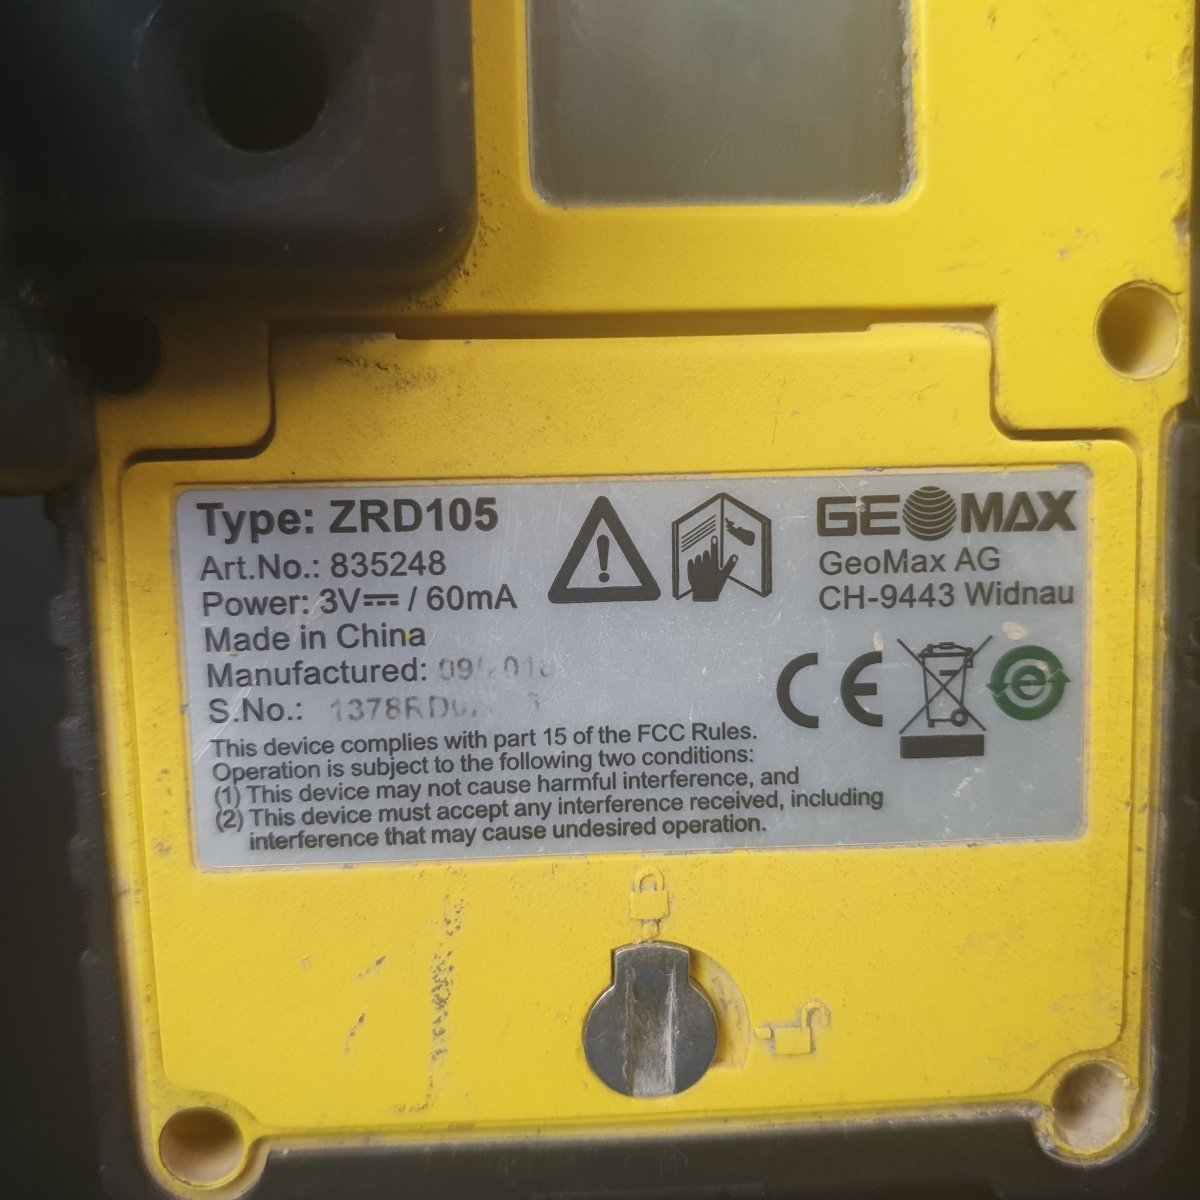 Type: ZRD105
Art.No.: 835248
Power: 3V⎓ / 60mA
Made in China
Manufactured:
S.No.:
GEOMAX
GeoMax AG
CH-9443 Widnau
CE
This device complies with part 15 of the FCC Rules.
Operation is subject to the following two conditions:
(1) This device may not cause harmful interference, and
(2) This device must accept any interference received, including
interference that may cause undesired operation.